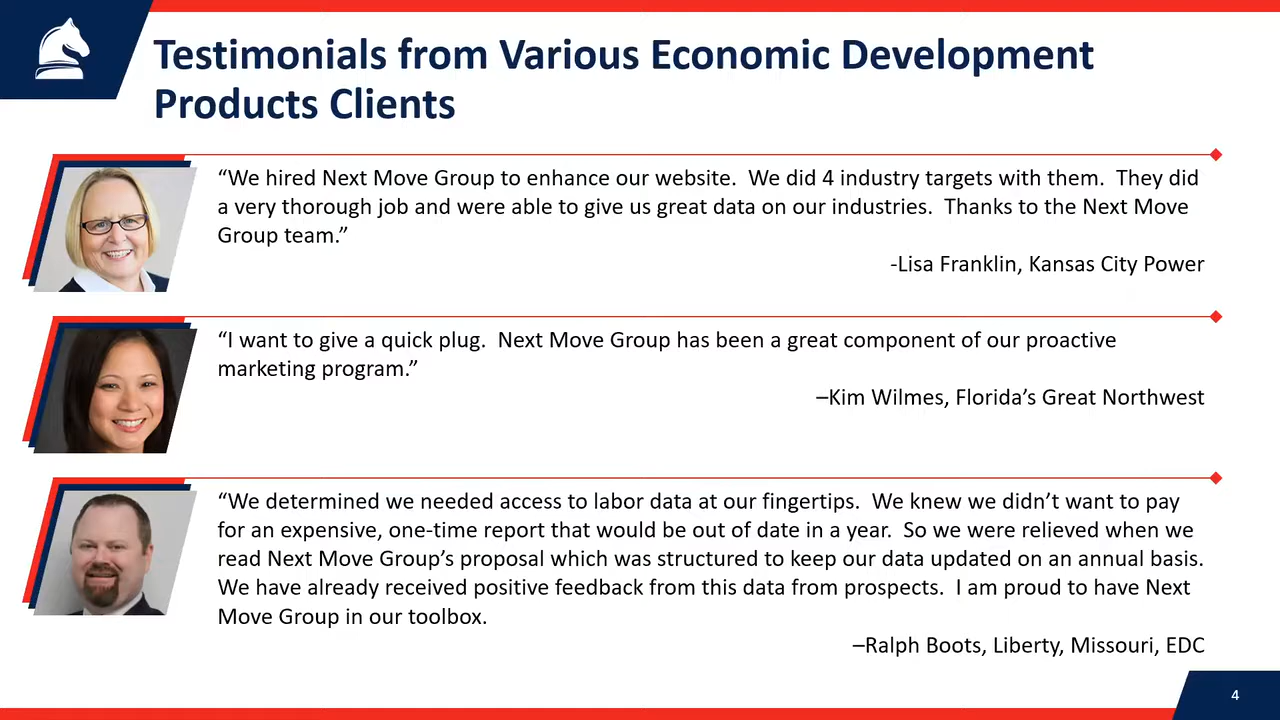 Testimonials from Various Economic Development
Products Clients
“We hired Next Move Group to enhance our website.  We did 4 industry targets with them.  They did
a very thorough job and were able to give us great data on our industries.  Thanks to the Next Move
Group team.”
-Lisa Franklin, Kansas City Power
“I want to give a quick plug.  Next Move Group has been a great component of our proactive
marketing program.”
–Kim Wilmes, Florida’s Great Northwest
“We determined we needed access to labor data at our fingertips.  We knew we didn’t want to pay
for an expensive, one-time report that would be out of date in a year.  So we were relieved when we
read Next Move Group’s proposal which was structured to keep our data updated on an annual basis.
We have already received positive feedback from this data from prospects.  I am proud to have Next
Move Group in our toolbox.
–Ralph Boots, Liberty, Missouri, EDC
4